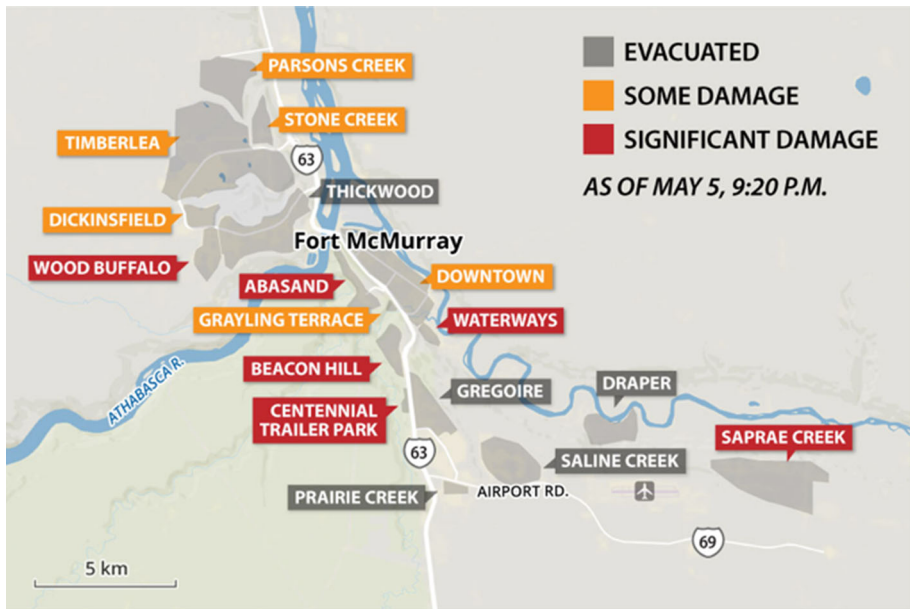 PARSONS CREEK
STONE CREEK
TIMBERLEA
63
THICKWOOD
DICKINSFIELD
Fort McMurray
WOOD BUFFALO
ABASAND
DOWNTOWN
GRAYLING TERRACE
WATERWAYS
ATHABASCA R.
BEACON HILL
GREGOIRE
DRAPER
CENTENNIAL
TRAILER PARK
SAPRAE CREEK
63
SALINE CREEK
PRAIRIE CREEK
AIRPORT RD.
69
5 km
EVACUATED
SOME DAMAGE
SIGNIFICANT DAMAGE
AS OF MAY 5, 9:20 P.M.